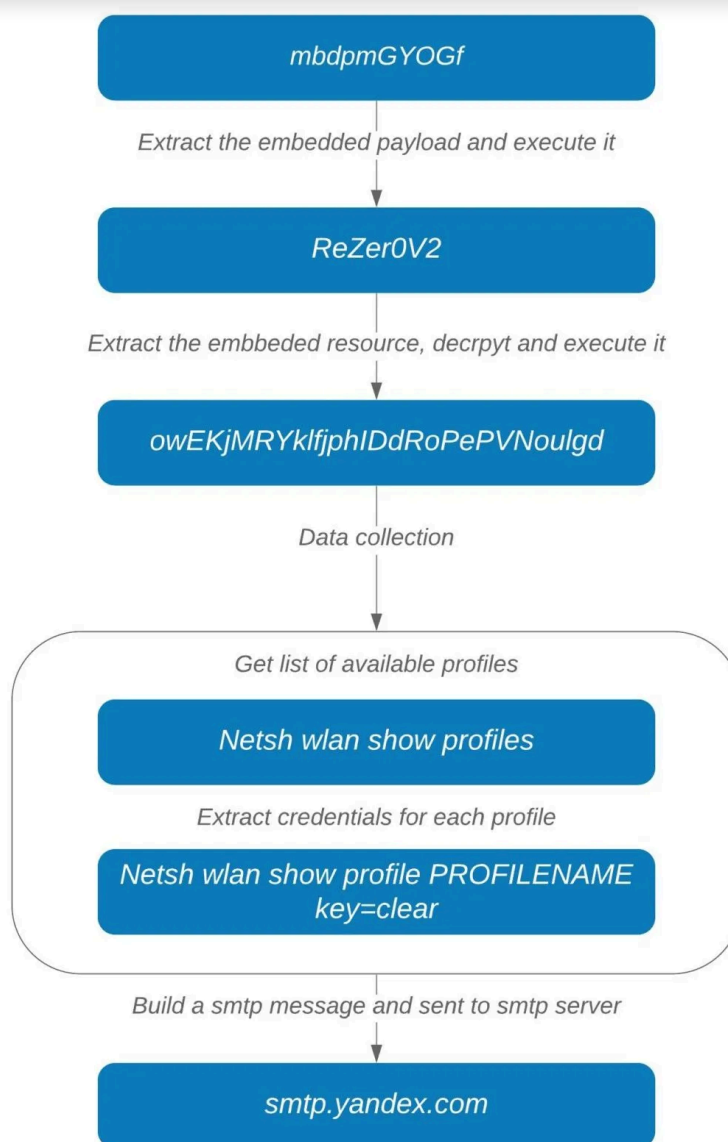 mbdpmGYOGf
Extract the embedded payload and execute it
ReZer0V2
Extract the embbeded resource, decrpyt and execute it
owEKjMRYklfjphIDdRoPePVNoulgd
Data collection
Get list of available profiles
Netsh wlan show profiles
Extract credentials for each profile
Netsh wlan show profile PROFILENAME
key=clear
Build a smtp message and sent to smtp server
smtp.yandex.com